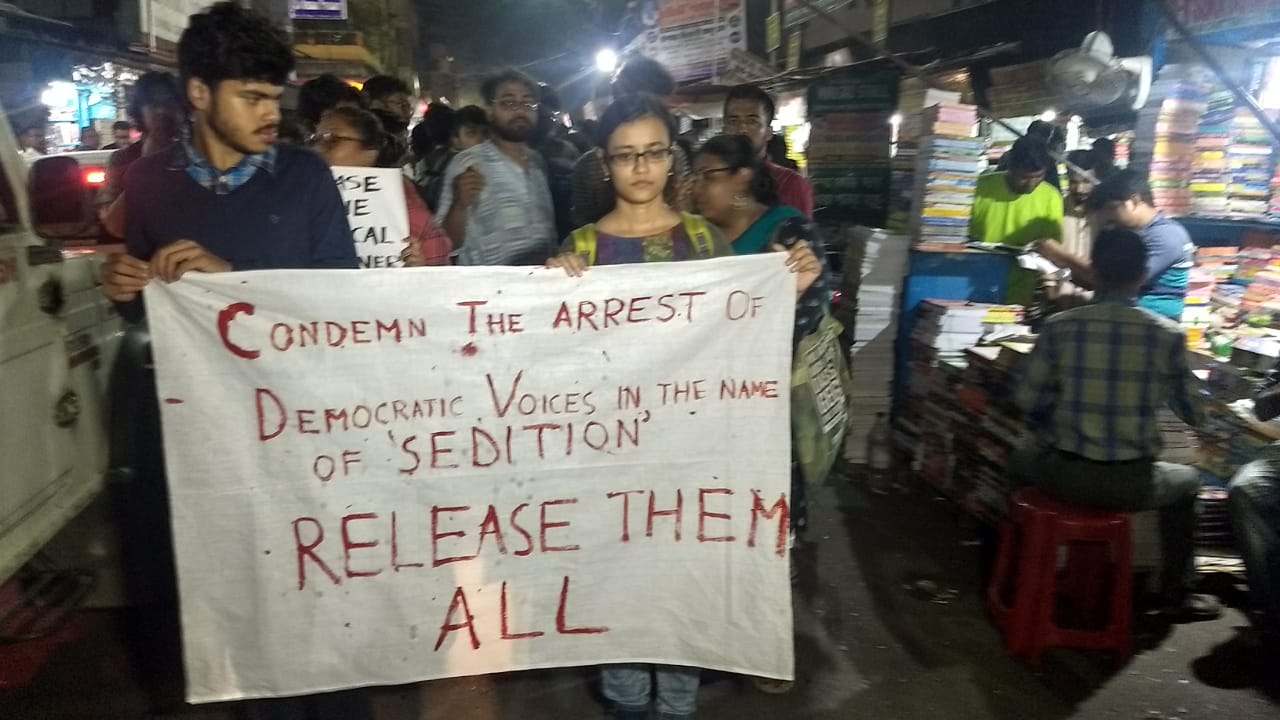 CONDEMN THE ARREST OF
DEMOCRATIC VOICES IN THE NAME
OF 'SEDITION'
RELEASE THEM
ALL